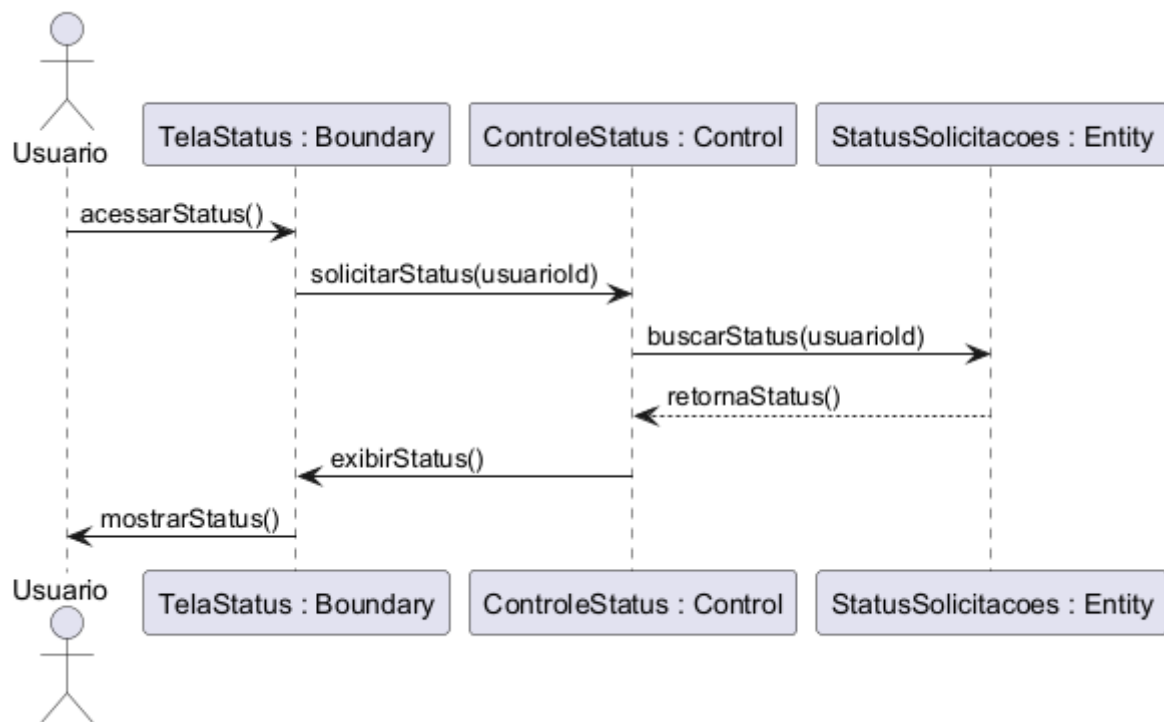 Usuario
TelaStatus : Boundary
ControleStatus : Control
StatusSolicitacoes : Entity
acessarStatus()
solicitarStatus(usuarioId)
buscarStatus(usuarioId)
retornaStatus()
exibirStatus()
mostrarStatus()
Usuario
TelaStatus : Boundary
ControleStatus : Control
StatusSolicitacoes : Entity